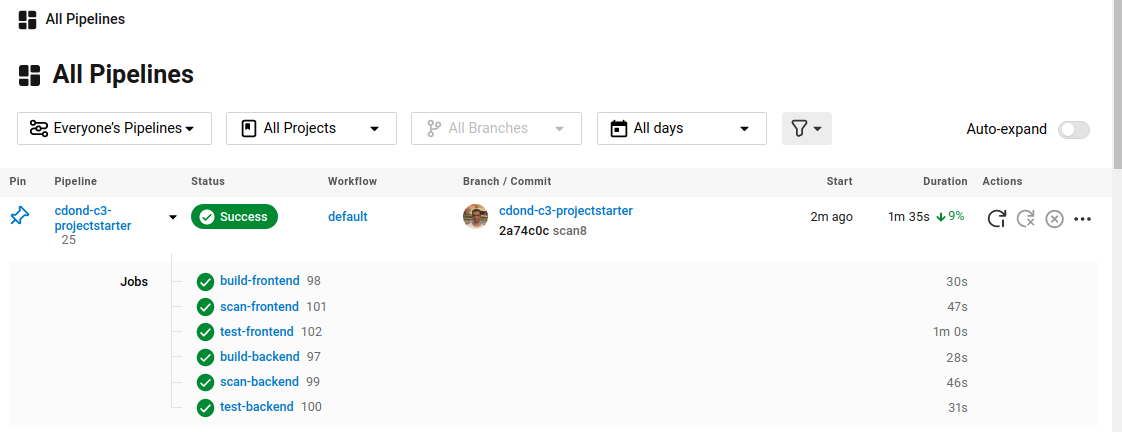 All Pipelines
All Pipelines
Everyone's Pipelines All Projects All Branches All days Auto-expand
Pin Pipeline Status Workflow Branch / Commit Start Duration Actions
cdond-c3-projectstarter Success default cdond-c3-projectstarter 2m ago 1m 35s 9%
25 2a74c0c scan8
Jobs build-frontend 98 30s
scan-frontend 101 47s
test-frontend 102 1m 0s
build-backend 97 28s
scan-backend 99 46s
test-backend 100 31s